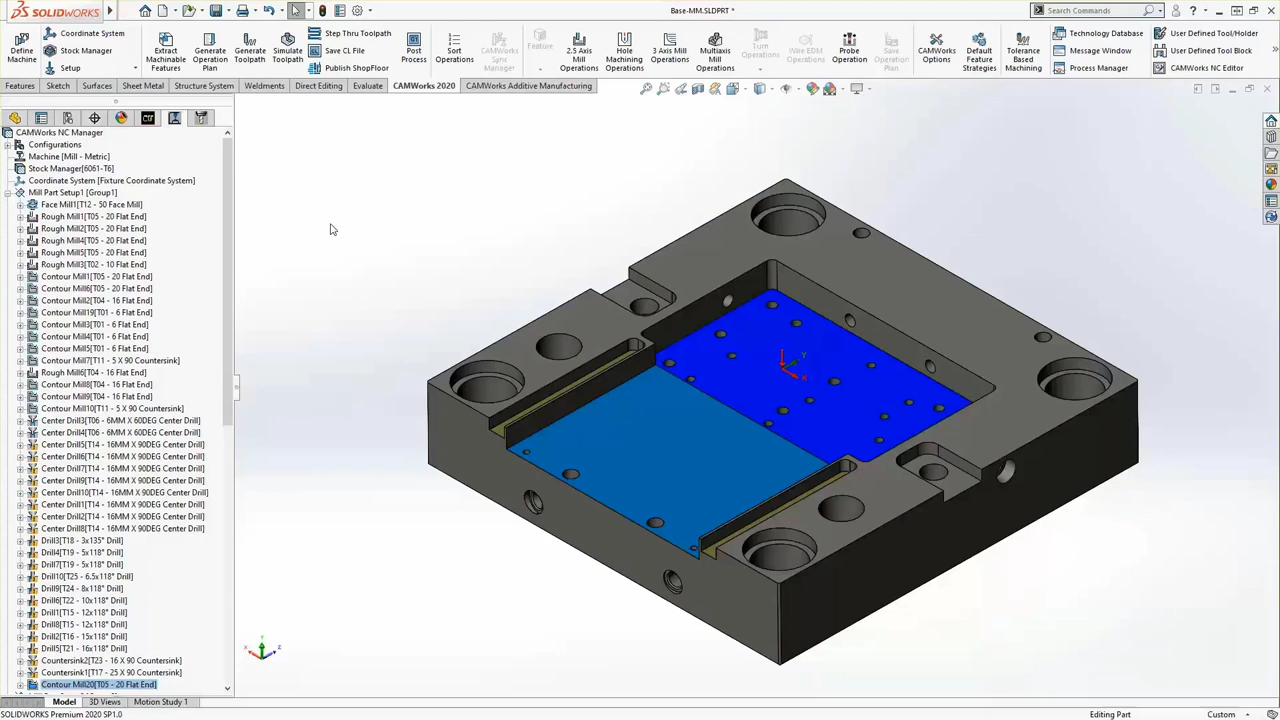 SOLIDWORKS
Base-MM.SLDPRT *
Search Commands
Define Machine
Coordinate System
Stock Manager
Setup
Extract Machinable Features
Generate Operation Plan
Generate Toolpath
Simulate Toolpath
Step Thru Toolpath
Save CL File
Publish ShopFloor
Post Process
Sort Operations
CAMWorks Sync Manager
Feature
2.5 Axis Mill Operations
Hole Machining Operations
3 Axis Mill Operations
Multiaxis Mill Operations
Turn Operations
Wire EDM Operations
Probe Operation
Save Operation Plan
CAMWorks Options
Default Feature Strategies
Tolerance Based Machining
Technology Database
Message Window
Process Manager
User Defined Tool/Holder
User Defined Tool Block
CAMWorks NC Editor
Features
Sketch
Surfaces
Sheet Metal
Structure System
Weldments
Direct Editing
Evaluate
CAMWorks 2020
CAMWorks Additive Manufacturing
CAMWorks NC Manager
Configurations
Machine [Mill - Metric]
Stock Manager[6061-T6]
Coordinate System [Fixture Coordinate System]
Mill Part Setup1 [Group1]
Face Mill1[T12 - 50 Face Mill]
Rough Mill1[T05 - 20 Flat End]
Rough Mill2[T05 - 20 Flat End]
Rough Mill4[T05 - 20 Flat End]
Rough Mill5[T05 - 20 Flat End]
Rough Mill3[T02 - 10 Flat End]
Contour Mill1[T05 - 20 Flat End]
Contour Mill6[T05 - 20 Flat End]
Contour Mill2[T04 - 16 Flat End]
Contour Mill19[T01 - 6 Flat End]
Contour Mill3[T01 - 6 Flat End]
Contour Mill4[T01 - 6 Flat End]
Contour Mill5[T01 - 6 Flat End]
Contour Mill7[T11 - 5 X 90 Countersink]
Rough Mill6[T04 - 16 Flat End]
Contour Mill8[T04 - 16 Flat End]
Contour Mill9[T04 - 16 Flat End]
Contour Mill10[T11 - 5 X 90 Countersink]
Center Drill3[T06 - 6MM X 60DEG Center Drill]
Center Drill4[T06 - 6MM X 60DEG Center Drill]
Center Drill5[T14 - 16MM X 90DEG Center Drill]
Center Drill6[T14 - 16MM X 90DEG Center Drill]
Center Drill7[T14 - 16MM X 90DEG Center Drill]
Center Drill9[T14 - 16MM X 90DEG Center Drill]
Center Drill10[T14 - 16MM X 90DEG Center Drill]
Center Drill1[T14 - 16MM X 90DEG Center Drill]
Center Drill2[T14 - 16MM X 90DEG Center Drill]
Center Drill8[T14 - 16MM X 90DEG Center Drill]
Drill3[T18 - 3x135° Drill]
Drill4[T19 - 5x118° Drill]
Drill7[T19 - 5x118° Drill]
Drill10[T25 - 6.5x118° Drill]
Drill9[T24 - 8x118° Drill]
Drill6[T22 - 10x118° Drill]
Drill1[T15 - 12x118° Drill]
Drill8[T15 - 12x118° Drill]
Drill2[T16 - 15x118° Drill]
Drill5[T21 - 16x118° Drill]
Countersink2[T23 - 16 X 90 Countersink]
Countersink1[T17 - 25 X 90 Countersink]
Contour Mill20[T05 - 20 Flat End]
Y
X
Y
X
Z
Model
3D Views
Motion Study 1
SOLIDWORKS Premium 2020 SP1.0
Editing Part
Custom